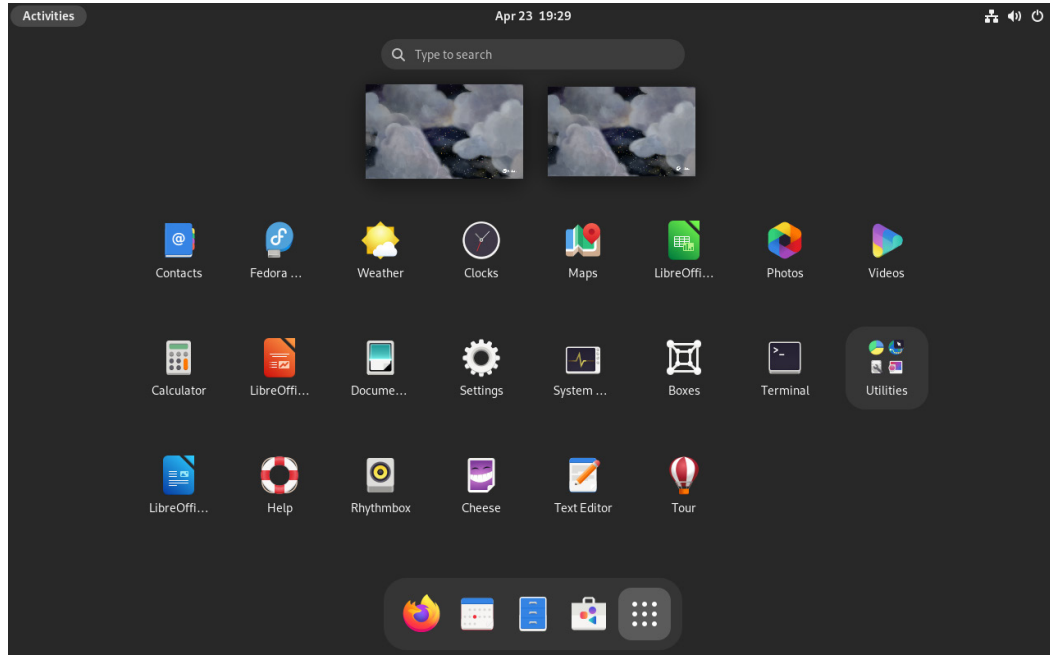 Activities
Apr 23 19:29
Type to search
Contacts
Fedora ...
Weather
Clocks
Maps
LibreOffi...
Photos
Videos
Calculator
LibreOffi...
Docume...
Settings
System ...
Boxes
Terminal
Utilities
LibreOffi...
Help
Rhythmbox
Cheese
Text Editor
Tour